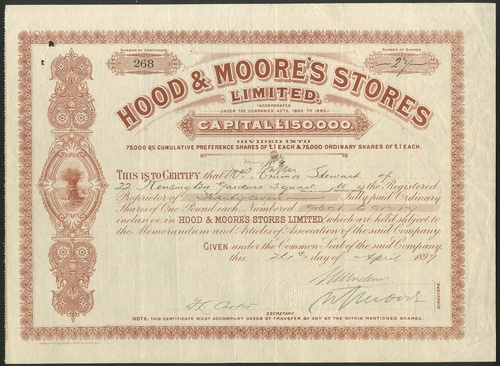 NUMBER OF CERTIFICATE
268
NUMBER OF SHARES
HOOD & MOORE'S STORES
LIMITED.
INCORPORATED
UNDER THE COMPANIES' ACTS, 1862 TO 1890.
CAPITAL £150000.
DIVIDED INTO
75,000 6% CUMULATIVE PREFERENCE SHARES OF £1 EACH & 75,000 ORDINARY SHARES OF £1 EACH.
THIS IS TO CERTIFY that Stewart of
22 Kensington Gardens Square W is the Registered
Proprietor of Fully paid Ordinary
Shares of One Pound each, Numbered
inclusive, in HOOD & MOORE'S STORES LIMITED which are held subject to
the Memorandum and Articles of Association of the said Company
GIVEN under the Common Seal of the said Company,
this day of April 1899
DIRECTORS.
SECRETARY.
NOTE: THIS CERTIFICATE MUST ACCOMPANY DEEDS OF TRANSFER OF ANY OF THE WITHIN MENTIONED SHARES.